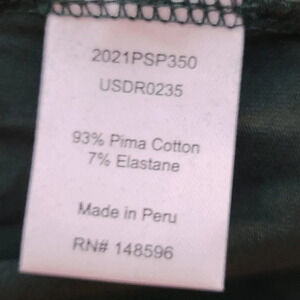 2021PSP350
USDR0235
93% Pima Cotton
7% Elastane
Made in Peru
RN# 148596